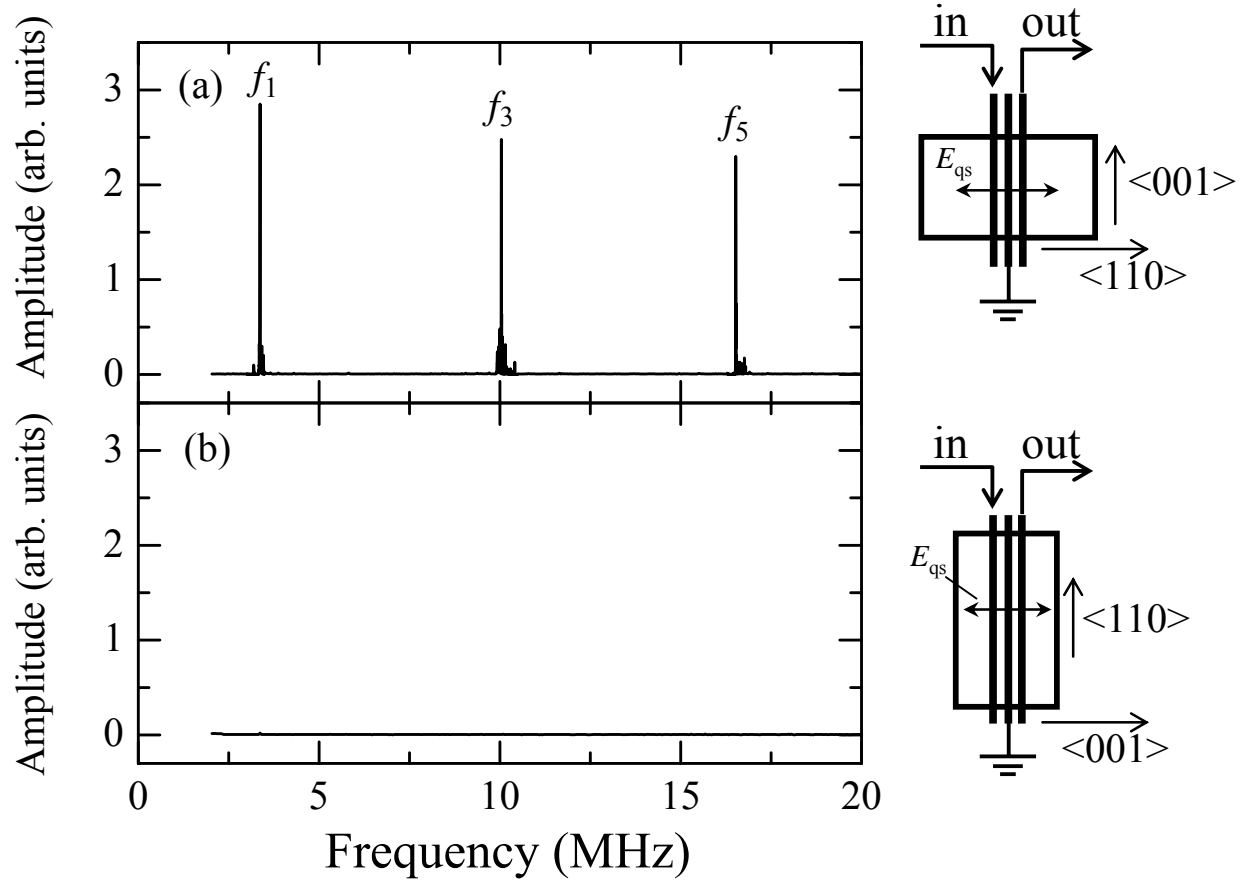 in out
(a)
f1
f3
f5
3
2
1
0
Amplitude (arb. units)
Eqs
<001>
<110>
(b)
3
2
1
0
Amplitude (arb. units)
in out
Eqs
<110>
<001>
0 5 10 15 20
Frequency (MHz)